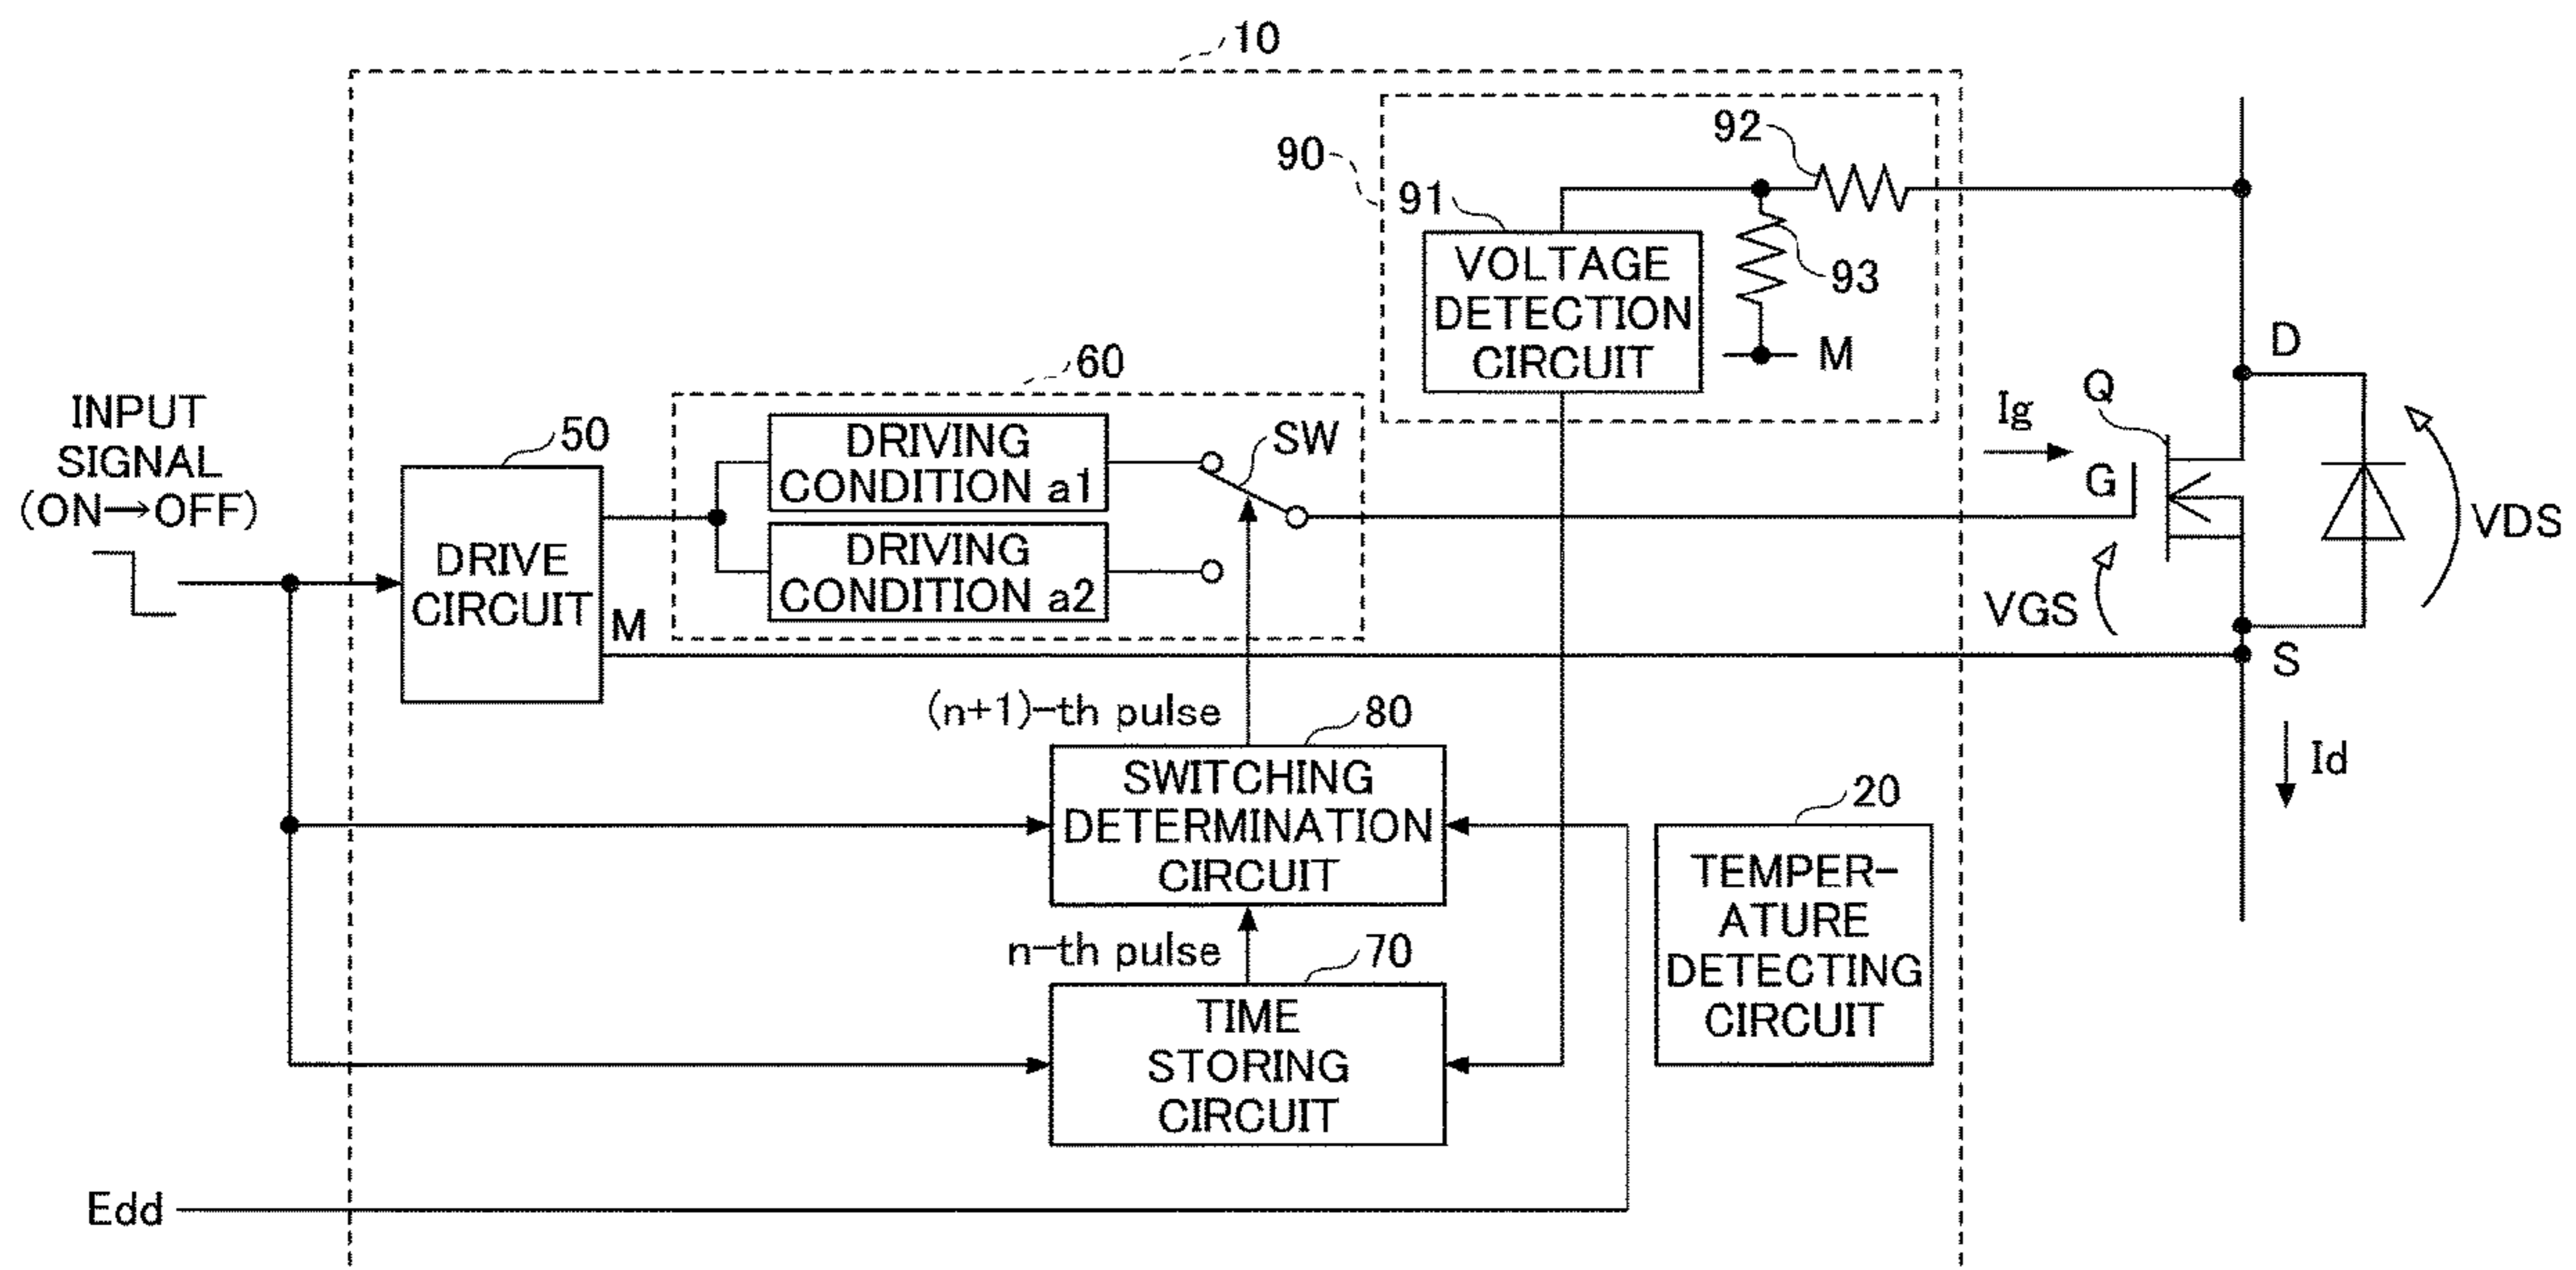 10
90
92
91
VOLTAGE
DETECTION
CIRCUIT
93
M
D
INPUT
SIGNAL
(ON→OFF)
50
DRIVE
CIRCUIT
M
60
DRIVING
CONDITION a1
DRIVING
CONDITION a2
SW
Ig
Q
G
VGS
VDS
S
Id
(n+1)-th pulse
80
SWITCHING
DETERMINATION
CIRCUIT
20
TEMPER-
ATURE
DETECTING
CIRCUIT
n-th pulse
70
TIME
STORING
CIRCUIT
Edd